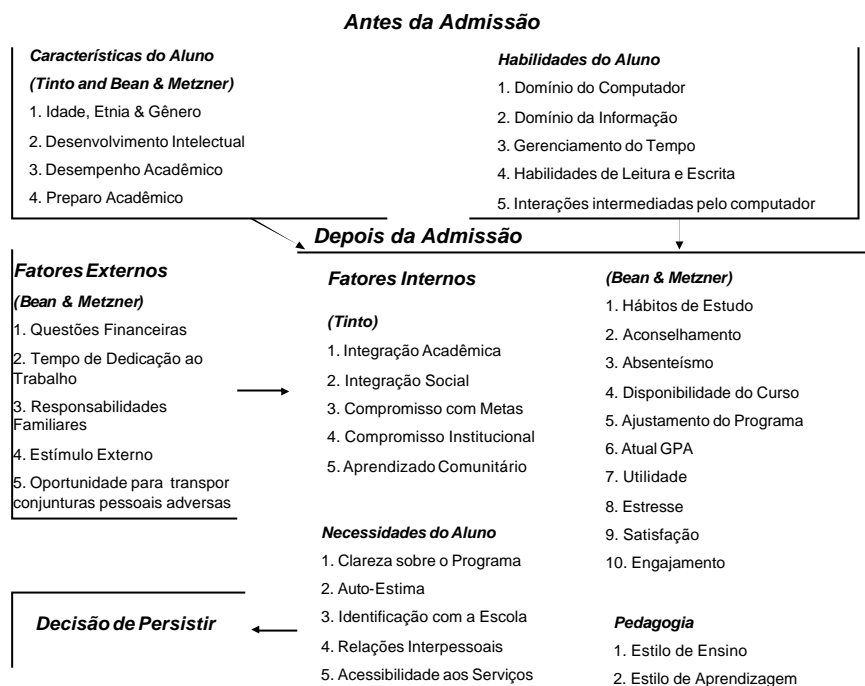 Antes da Admissão
Características do Aluno
(Tinto and Bean & Metzner)
1. Idade, Etnia & Gênero
2. Desenvolvimento Intelectual
3. Desempenho Acadêmico
4. Preparo Acadêmico
Habilidades do Aluno
1. Domínio do Computador
2. Domínio da Informação
3. Gerenciamento do Tempo
4. Habilidades de Leitura e Escrita
5. Interações intermediadas pelo computador
Depois da Admissão
Fatores Externos
(Bean & Metzner)
1. Questões Financeiras
2. Tempo de Dedicação ao
Trabalho
3. Responsabilidades
Familiares
4. Estímulo Externo
5. Oportunidade para transpor
conjunturas pessoais adversas
Fatores Internos
(Tinto)
1. Integração Acadêmica
2. Integração Social
3. Compromisso com Metas
4. Compromisso Institucional
5. Aprendizado Comunitário
(Bean & Metzner)
1. Hábitos de Estudo
2. Aconselhamento
3. Absenteísmo
4. Disponibilidade do Curso
5. Ajustamento do Programa
6. Atual GPA
7. Utilidade
8. Estresse
9. Satisfação
10. Engajamento
Necessidades do Aluno
1. Clareza sobre o Programa
2. Auto-Estima
3. Identificação com a Escola
4. Relações Interpessoais
5. Acessibilidade aos Serviços
Pedagogia
1. Estilo de Ensino
2. Estilo de Aprendizagem
Decisão de Persistir